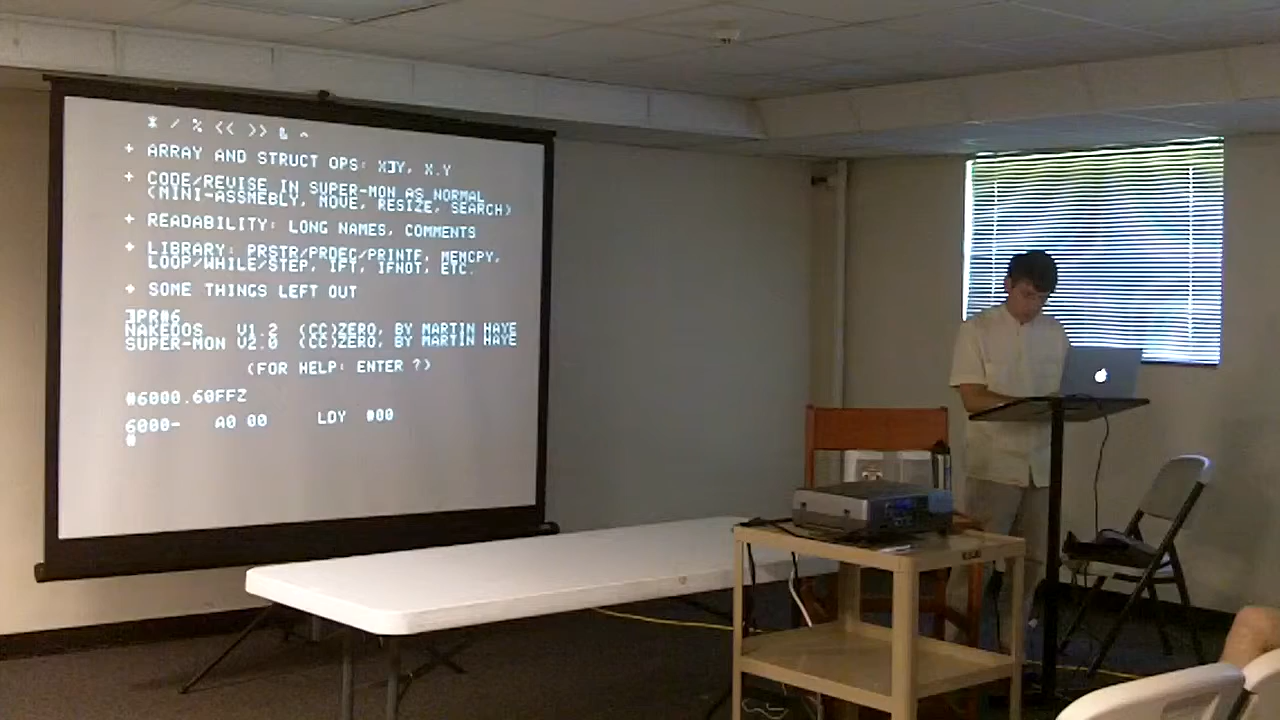 * / % << >> & ^
+ ARRAY AND STRUCT OPS: X]Y, X.Y
+ CODE/REVISE IN SUPER-MON AS NORMAL
(MINI-ASSMEBLY, MOVE, RESIZE, SEARCH)
+ READABILITY: LONG NAMES, COMMENTS
+ LIBRARY: PRSTR/PRDEC/PRINTF, MEMCPY,
LOOP/WHILE/STEP, IFT, IFNOT, ETC.
+ SOME THINGS LEFT OUT
]PR#6
NAKEDOS V1.2 (CC)ZERO, BY MARTIN HAYE
SUPER-MON V2.0 (CC)ZERO, BY MARTIN HAYE
(FOR HELP: ENTER ?)
#6000.60FFZ
6000- A0 00 LDY #00
#